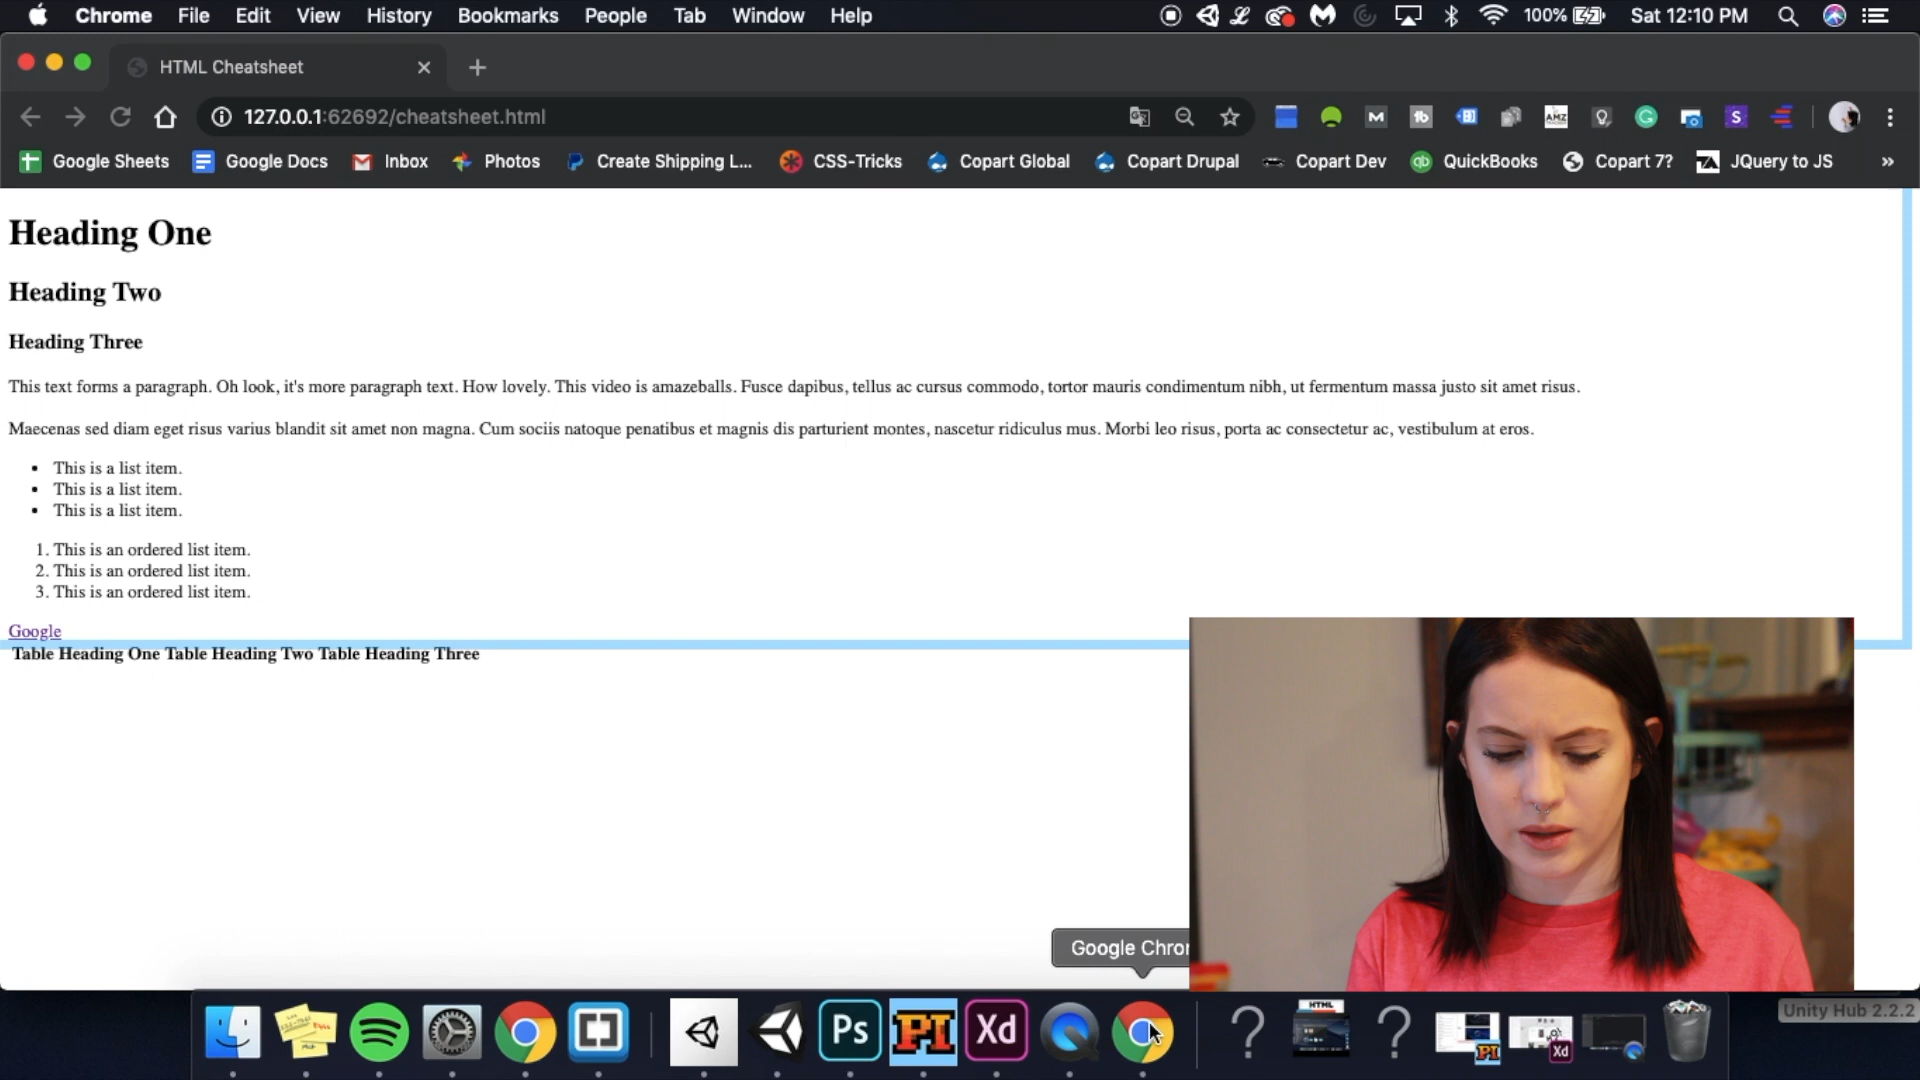 Chrome File Edit View History Bookmarks People Tab Window Help 100% Sat 12:10 PM
HTML Cheatsheet
127.0.0.1:62692/cheatsheet.html
Google Sheets Google Docs Inbox Photos Create Shipping L... CSS-Tricks Copart Global Copart Drupal Copart Dev QuickBooks Copart 7? JQuery to JS »
Heading One
Heading Two
Heading Three
This text forms a paragraph. Oh look, it's more paragraph text. How lovely. This video is amazeballs. Fusce dapibus, tellus ac cursus commodo, tortor mauris condimentum nibh, ut fermentum massa justo sit amet risus.
Maecenas sed diam eget risus varius blandit sit amet non magna. Cum sociis natoque penatibus et magnis dis parturient montes, nascetur ridiculus mus. Morbi leo risus, porta ac consectetur ac, vestibulum at eros.
• This is a list item.
• This is a list item.
• This is a list item.
1. This is an ordered list item.
2. This is an ordered list item.
3. This is an ordered list item.
Google
Table Heading One Table Heading Two Table Heading Three
Google Chro
Ps PI Xd ? HTML ? PI Xd
Unity Hub 2.2.2